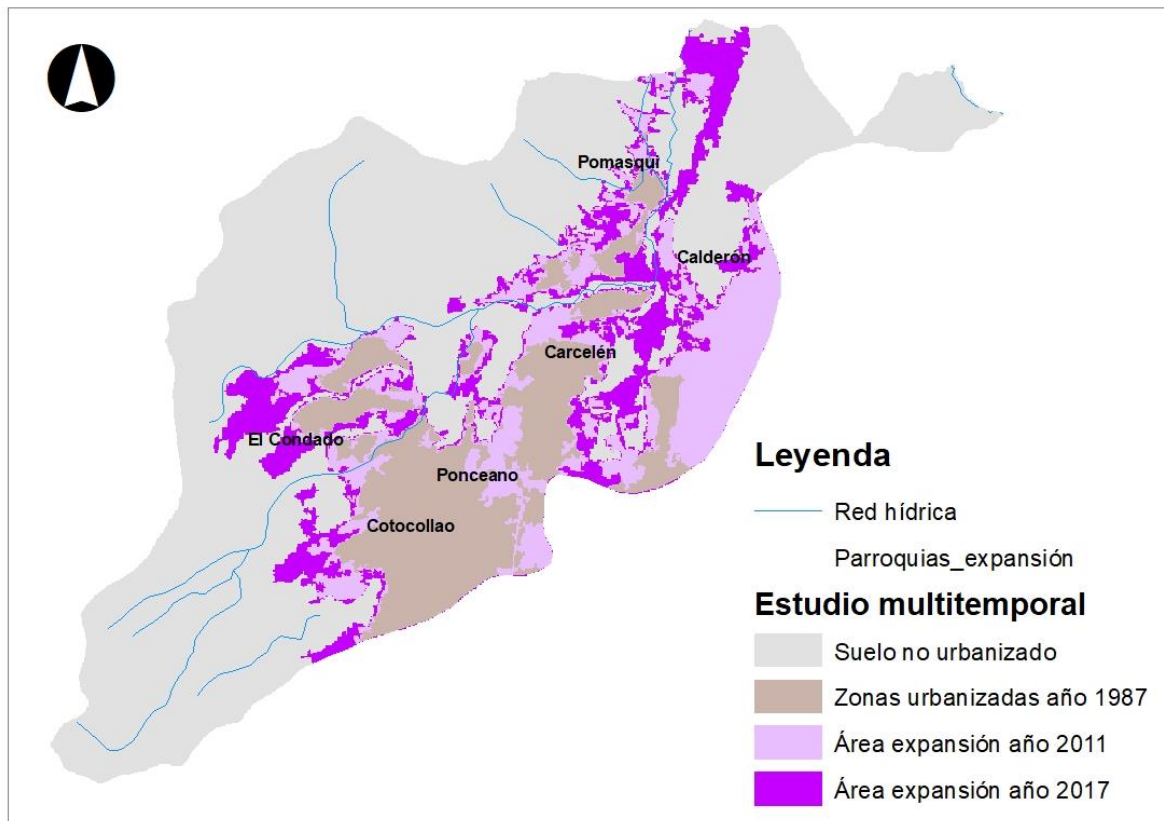 Pomasqui
Calderón
Carcelén
El Condado
Ponceano
Cotocollao
Leyenda
Red hídrica
Parroquias_expansión
Estudio multitemporal
Suelo no urbanizado
Zonas urbanizadas año 1987
Área expansión año 2011
Área expansión año 2017